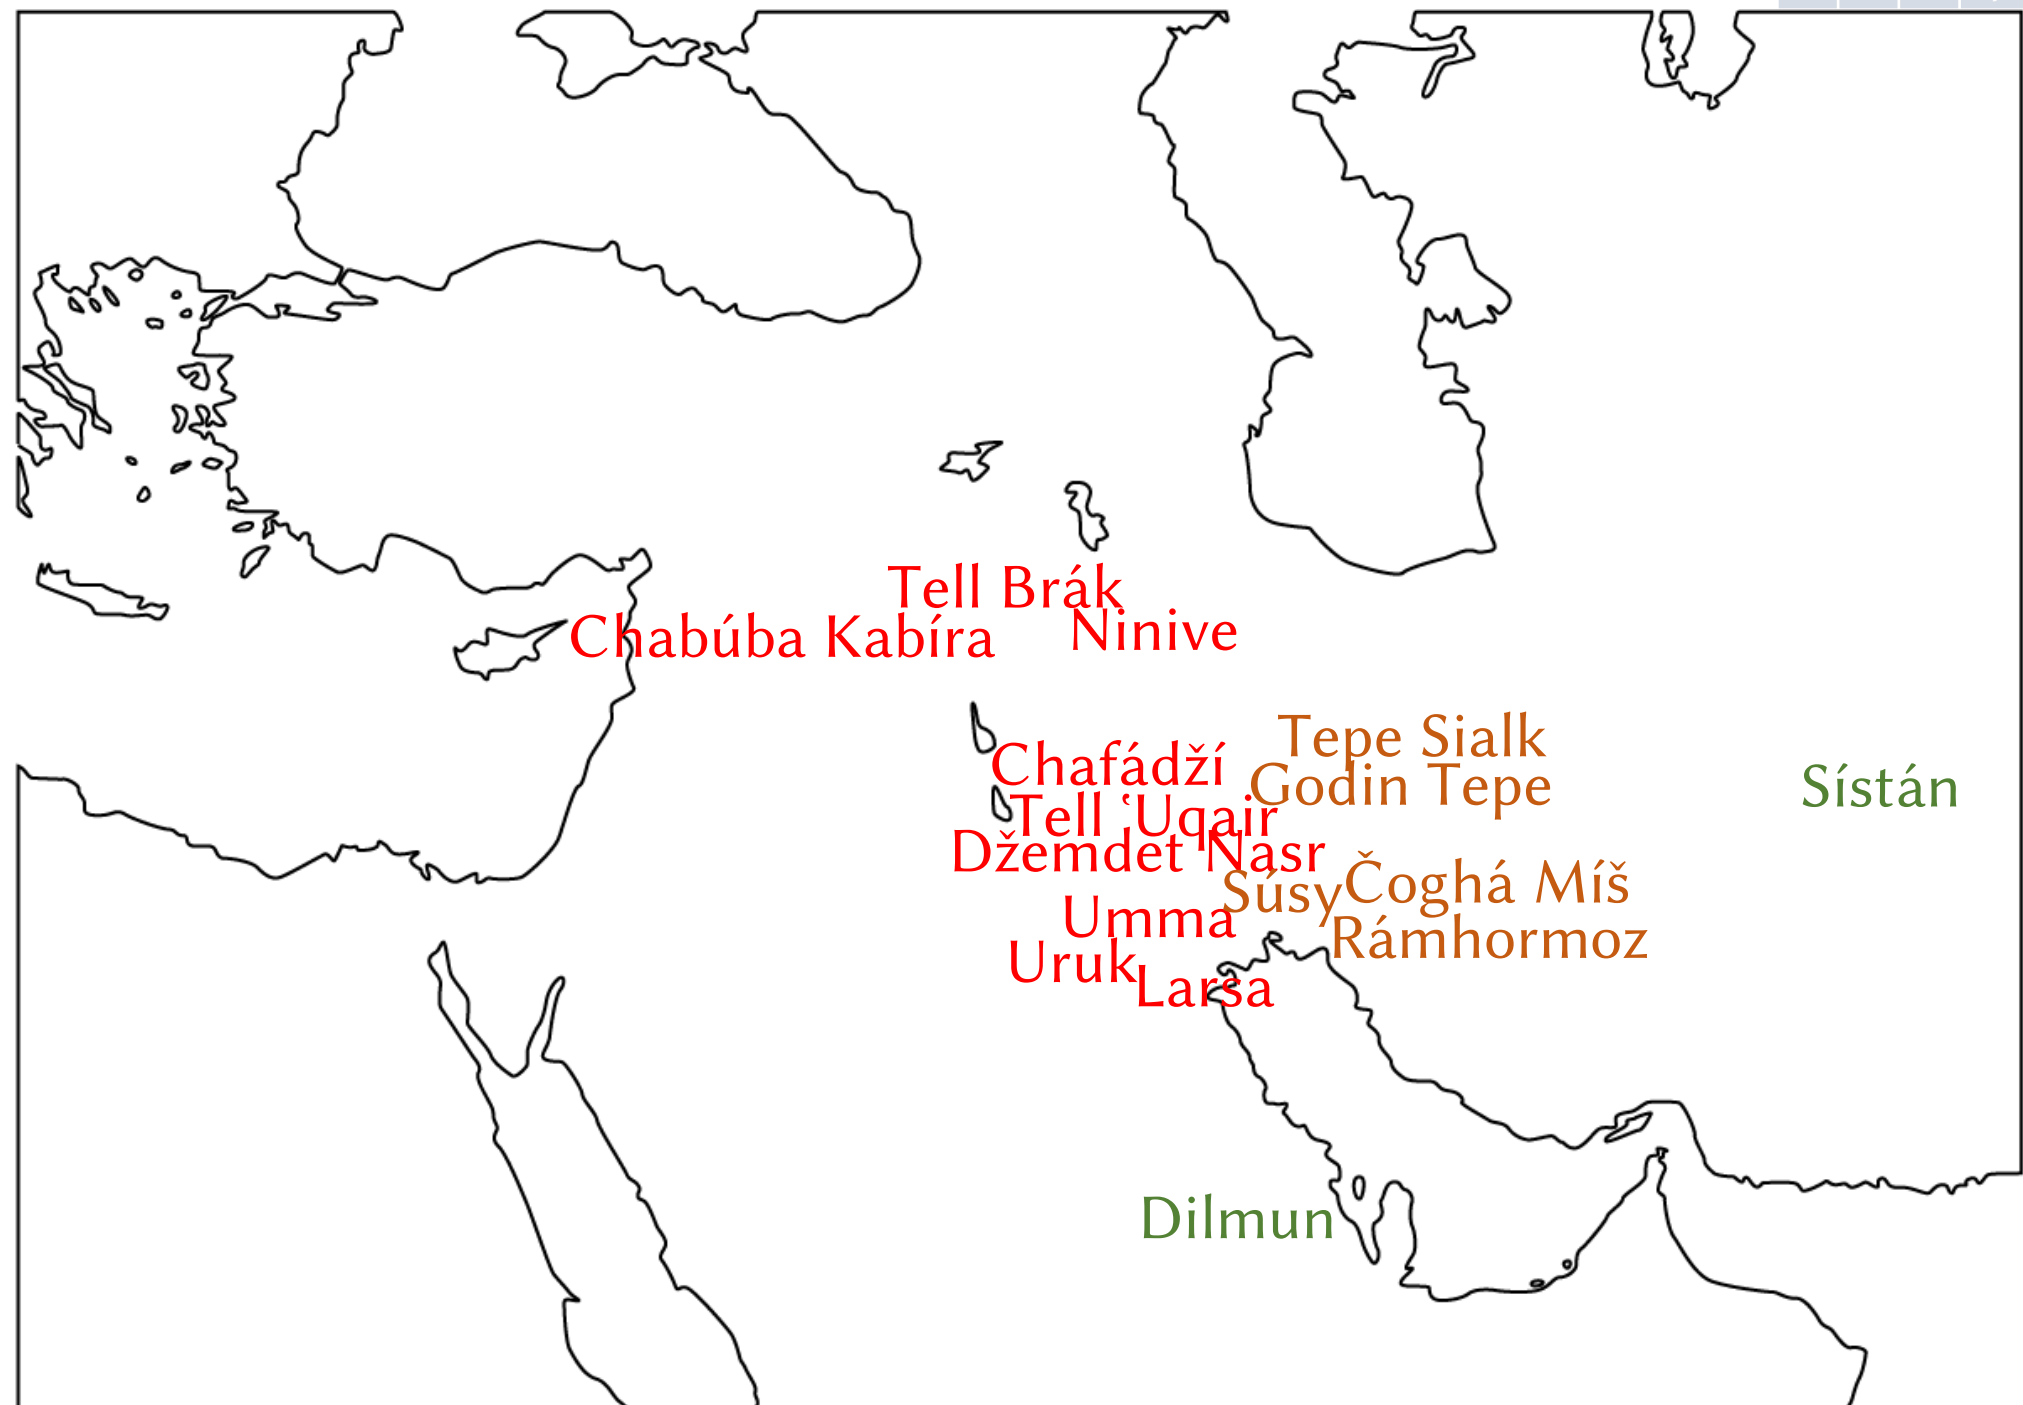 Tell Brák
Chabúba Kabíra
Ninive
Tepe Sialk
Chafádží
Godin Tepe
Sístán
Tell ʿUqair
Džemdet Nasr
Súsy
Čoghá Míš
Umma
Rámhormoz
Uruk
Larsa
Dilmun